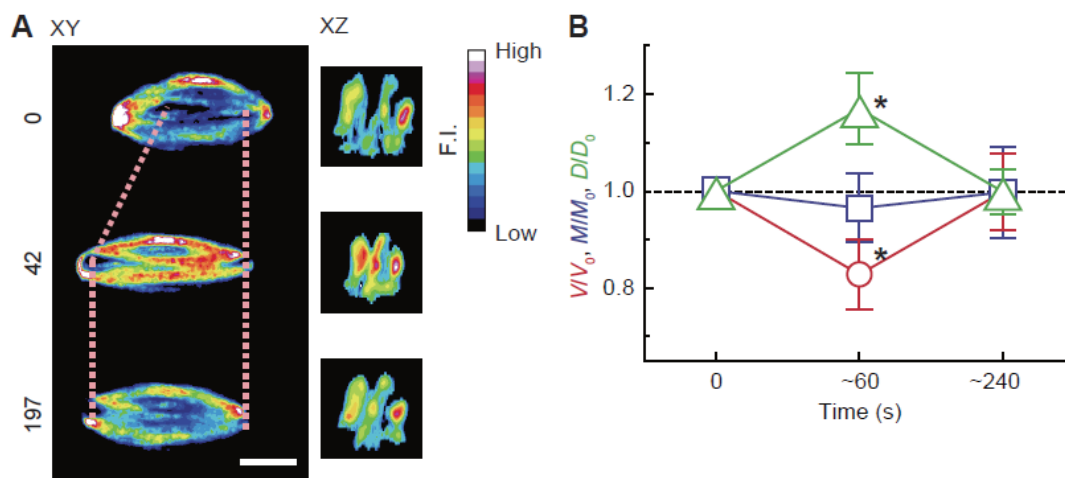 A
XY
XZ
0
42
197
High
F.I.
Low
B
V/V₀, M/M₀, D/D₀
1.2
1.0
0.8
*
*
0
~60
~240
Time (s)